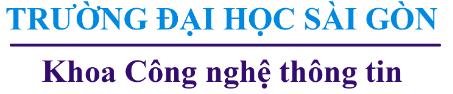 TRƯỜNG ĐẠI HỌC SÀI GÒN
Khoa Công nghệ thông tin